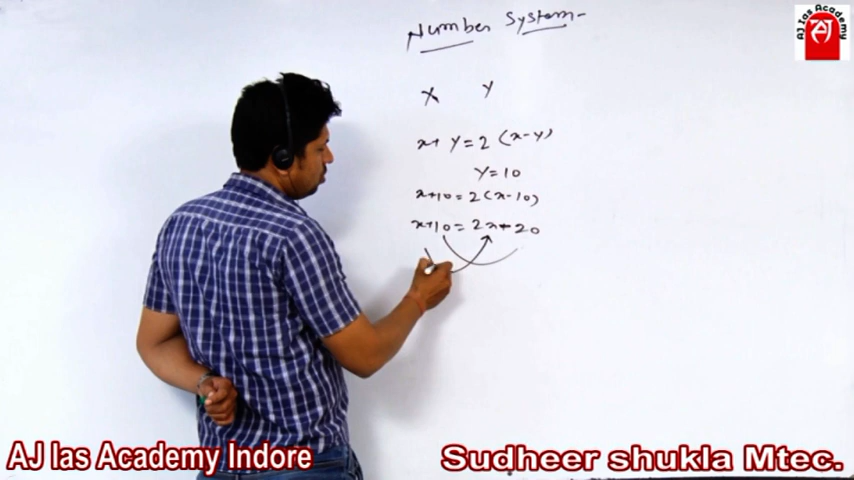 Number System-
X Y
x+ y = 2 (x-y)
y = 10
x+10 = 2(x-10)
x+10 = 2x-20
AJ Ias Academy
AJ
AJ Ias Academy Indore
Sudheer shukla Mtec.